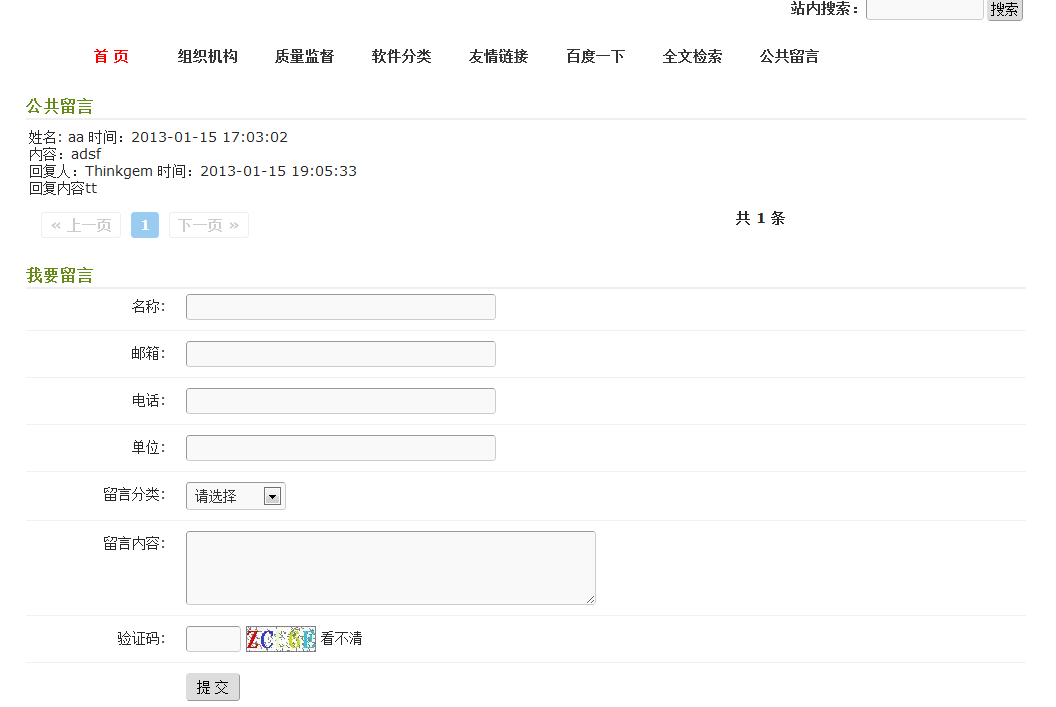 站内搜索： 搜索
首 页 组织机构 质量监督 软件分类 友情链接 百度一下 全文检索 公共留言
公共留言
姓名: aa 时间：2013-01-15 17:03:02
内容：adsf
回复人：Thinkgem 时间：2013-01-15 19:05:33
回复内容tt
« 上一页 1 下一页 » 共 1 条
我要留言
名称:
邮箱:
电话:
单位:
留言分类: 请选择
留言内容:
验证码: 看不清
提 交